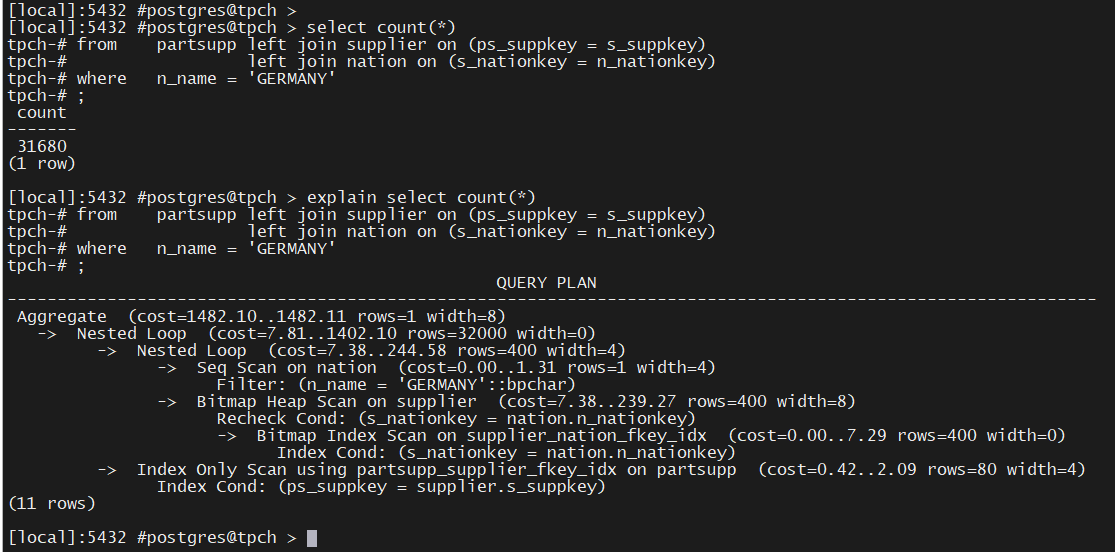 [local]:5432 #postgres@tpch >
[local]:5432 #postgres@tpch > select count(*)
tpch-# from    partsupp left join supplier on (ps_suppkey = s_suppkey)
tpch-#                  left join nation on (s_nationkey = n_nationkey)
tpch-# where   n_name = 'GERMANY'
tpch-# ;
 count
-------
 31680
(1 row)

[local]:5432 #postgres@tpch > explain select count(*)
tpch-# from    partsupp left join supplier on (ps_suppkey = s_suppkey)
tpch-#                  left join nation on (s_nationkey = n_nationkey)
tpch-# where   n_name = 'GERMANY'
tpch-# ;
                                                 QUERY PLAN
--------------------------------------------------------------------------------------------------------------
 Aggregate  (cost=1482.10..1482.11 rows=1 width=8)
   ->  Nested Loop  (cost=7.81..1402.10 rows=32000 width=0)
         ->  Nested Loop  (cost=7.38..244.58 rows=400 width=4)
               ->  Seq Scan on nation  (cost=0.00..1.31 rows=1 width=4)
                     Filter: (n_name = 'GERMANY'::bpchar)
               ->  Bitmap Heap Scan on supplier  (cost=7.38..239.27 rows=400 width=8)
                     Recheck Cond: (s_nationkey = nation.n_nationkey)
                     ->  Bitmap Index Scan on supplier_nation_fkey_idx  (cost=0.00..7.29 rows=400 width=0)
                           Index Cond: (s_nationkey = nation.n_nationkey)
         ->  Index Only Scan using partsupp_supplier_fkey_idx on partsupp  (cost=0.42..2.09 rows=80 width=4)
               Index Cond: (ps_suppkey = supplier.s_suppkey)
(11 rows)

[local]:5432 #postgres@tpch >